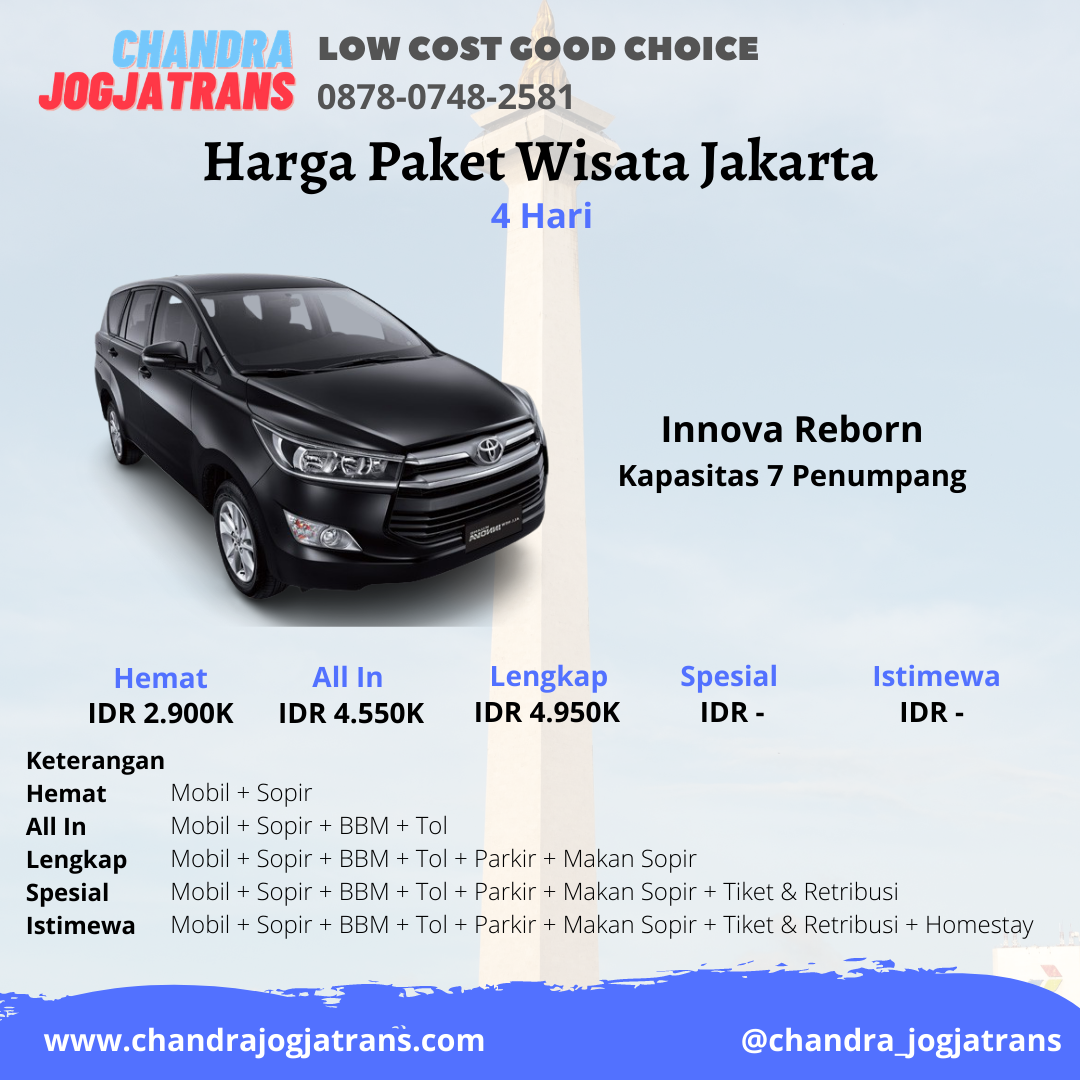 CHANDRA
JOGJATRANS
LOW COST GOOD CHOICE
0878-0748-2581
Harga Paket Wisata Jakarta
4 Hari
Innova Reborn
Kapasitas 7 Penumpang
Hemat All In Lengkap Spesial Istimewa
IDR 2.900K IDR 4.550K IDR 4.950K IDR - IDR -
Keterangan
Hemat Mobil + Sopir
All In Mobil + Sopir + BBM + Tol
Lengkap Mobil + Sopir + BBM + Tol + Parkir + Makan Sopir
Spesial Mobil + Sopir + BBM + Tol + Parkir + Makan Sopir + Tiket & Retribusi
Istimewa Mobil + Sopir + BBM + Tol + Parkir + Makan Sopir + Tiket & Retribusi + Homestay
www.chandrajogjatrans.com @chandra_jogjatrans